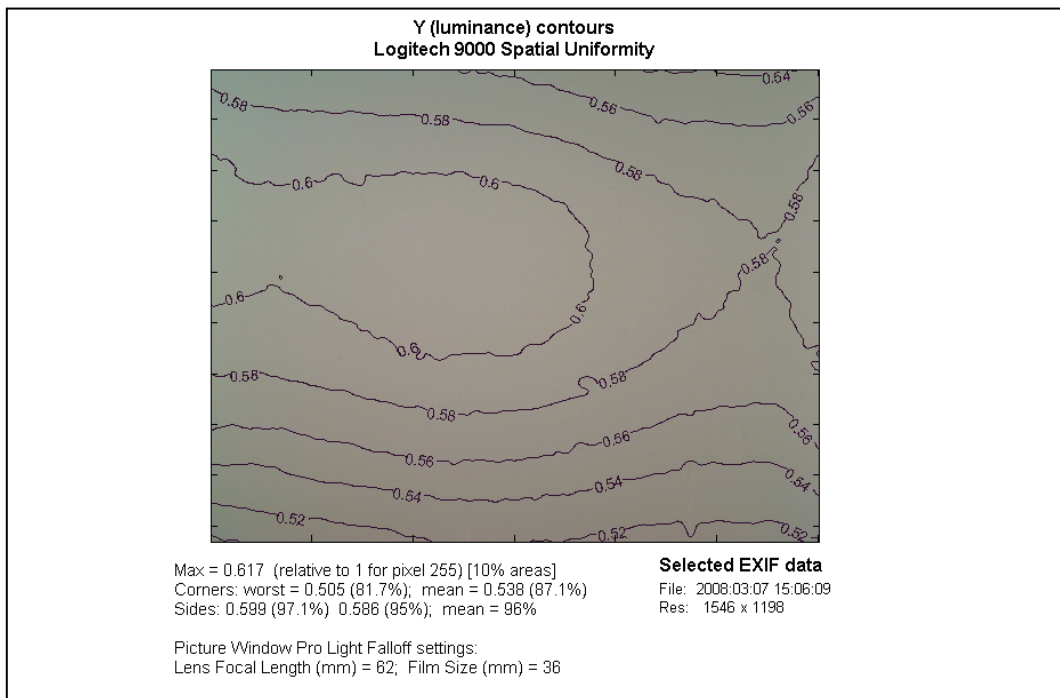 Y (luminance) contours
Logitech 9000 Spatial Uniformity
0.54
0.56
0.56
0.58
0.58
0.58
0.58
0.6
0.6
0.58
0.6
0.6
0.6
0.58
0.58
0.58
0.56
0.56
0.56
0.54
0.54
0.54
0.52
0.52
0.52
Max = 0.617 (relative to 1 for pixel 255) [10% areas]
Corners: worst = 0.505 (81.7%); mean = 0.538 (87.1%)
Sides: 0.599 (97.1%) 0.586 (95%); mean = 96%
Selected EXIF data
File: 2008:03:07 15:06:09
Res: 1546 x 1198
Picture Window Pro Light Falloff settings:
Lens Focal Length (mm) = 62; Film Size (mm) = 36